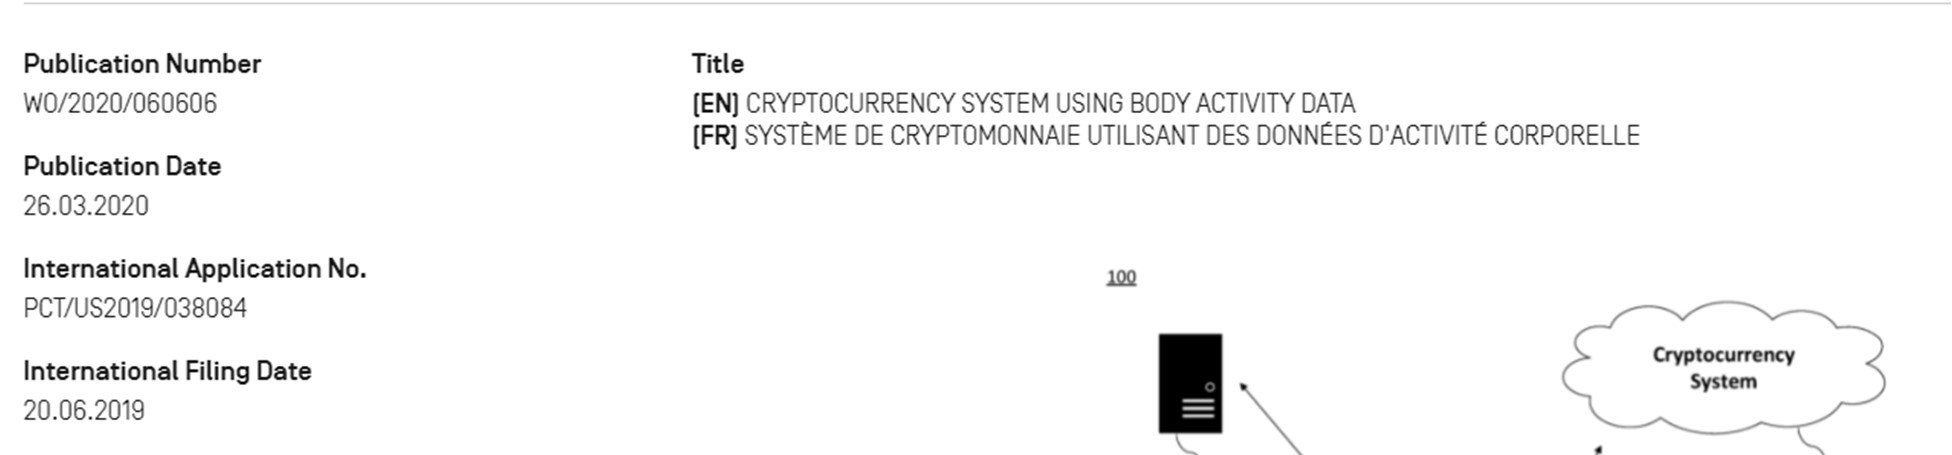 Publication Number
WO/2020/060606
Publication Date
26.03.2020
International Application No.
PCT/US2019/038084
International Filing Date
20.06.2019
Title
[EN] CRYPTOCURRENCY SYSTEM USING BODY ACTIVITY DATA
[FR] SYSTÈME DE CRYPTOMONNAIE UTILISANT DES DONNÉES D'ACTIVITÉ CORPORELLE
100
Cryptocurrency
System